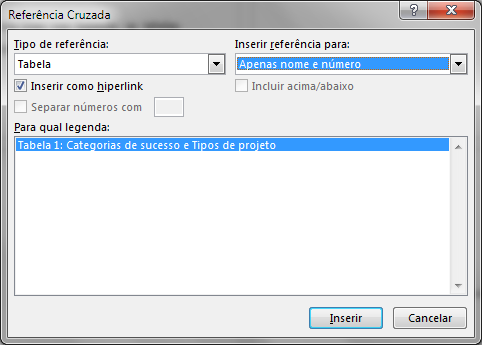 Referência Cruzada
Tipo de referência:
Inserir referência para:
Tabela
Apenas nome e número
Inserir como hiperlink
Incluir acima/abaixo
Separar números com
Para qual legenda:
Tabela 1: Categorias de sucesso e Tipos de projeto
Inserir
Cancelar